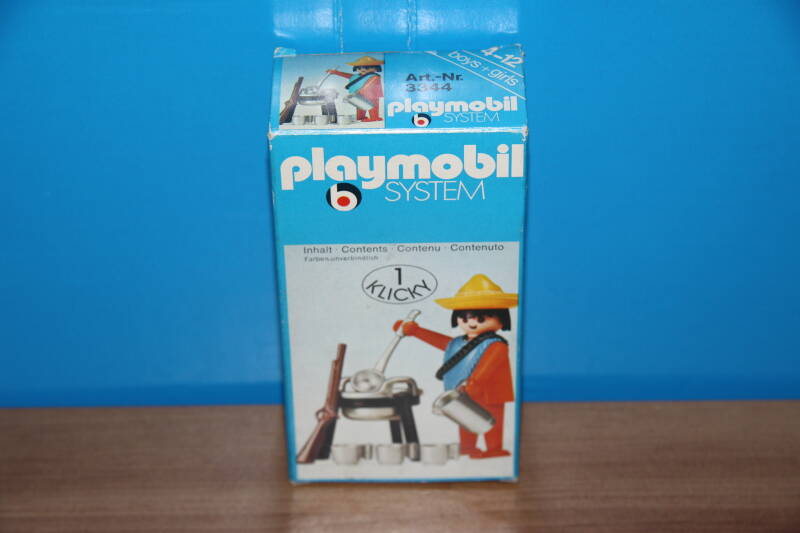 4-12
boys + girls
Art.-Nr.
3344
playmobil
SYSTEM
playmobil
SYSTEM
Inhalt · Contents · Contenu · Contenuto
Farben unverbindlich
1
KLICKY